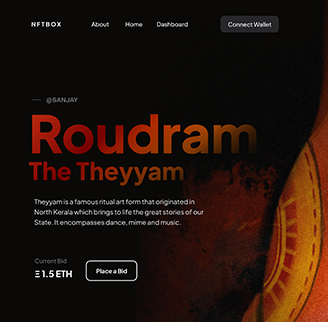 NFTBOX
About Home Dashboard
Connect Wallet
@SANJAY
Roudram
The Theyyam
Theyyam is a famous ritual art form that originated in
North Kerala which brings to life the great stories of our
State. It encompasses dance, mime and music.
Current Bid
Ξ 1.5 ETH
Place a Bid